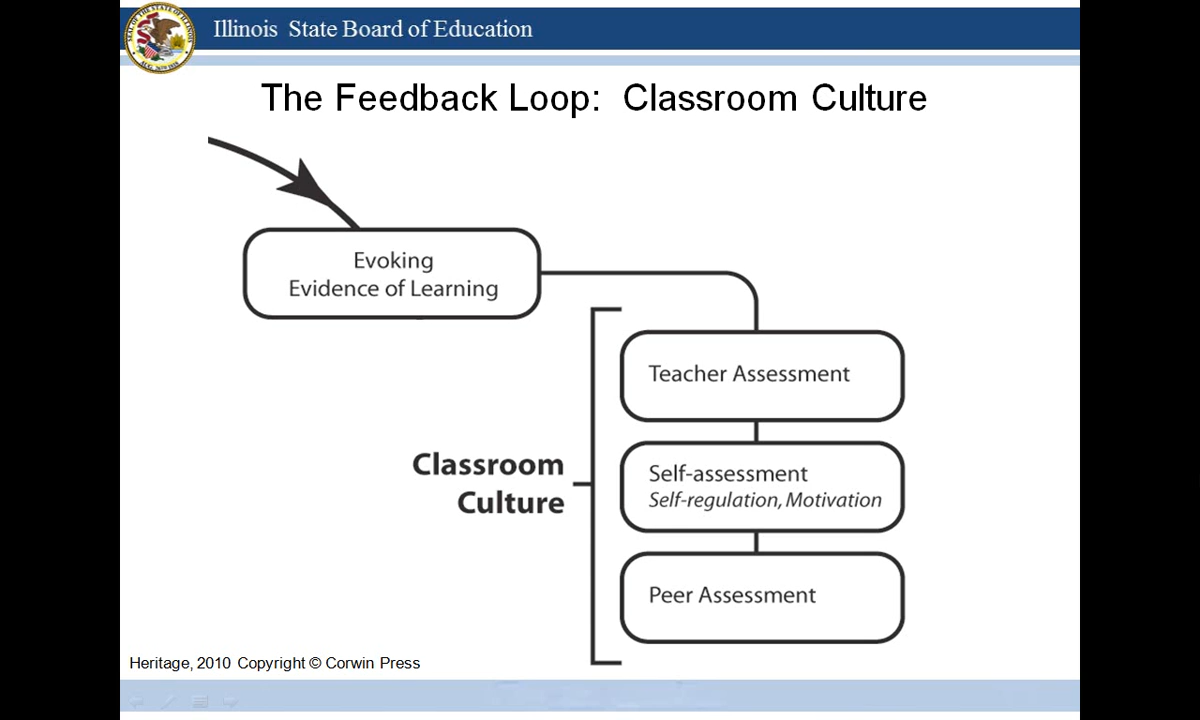 Illinois State Board of Education
The Feedback Loop: Classroom Culture
Evoking
Evidence of Learning
Teacher Assessment
Classroom
Culture
Self-assessment
Self-regulation, Motivation
Peer Assessment
Heritage, 2010 Copyright © Corwin Press